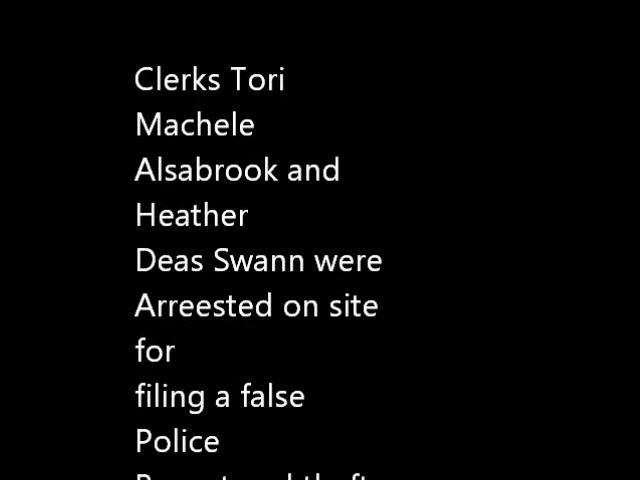 Clerks Tori
Machele
Alsabrook and
Heather
Deas Swann were
Arreested on site
for
filing a false
Police